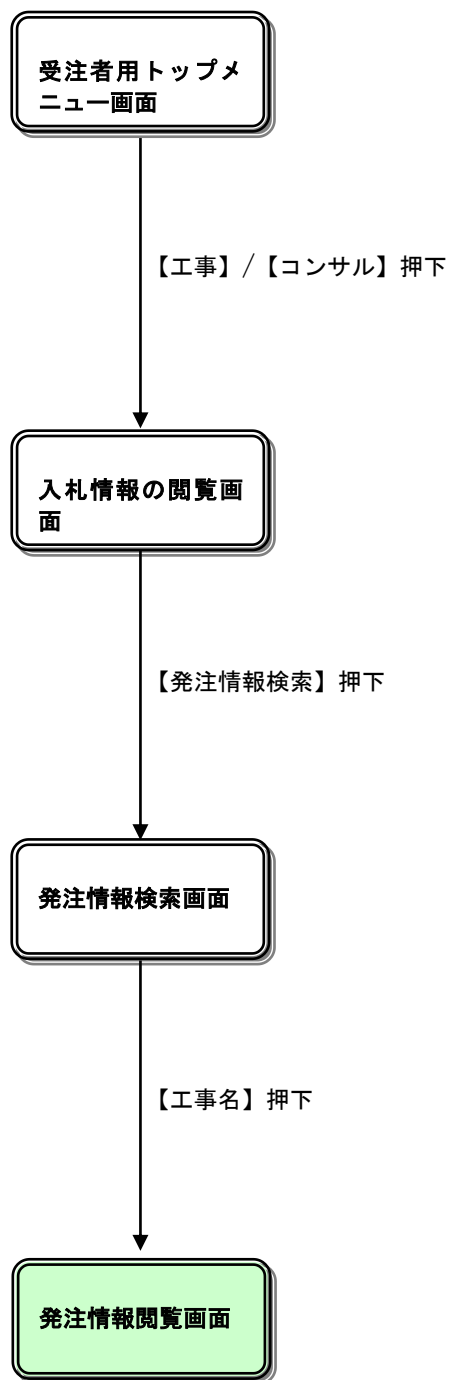 受注者用トップメ
ニュー画面
【工事】/【コンサル】押下
入札情報の閲覧画
面
【発注情報検索】押下
発注情報検索画面
【工事名】押下
発注情報閲覧画面